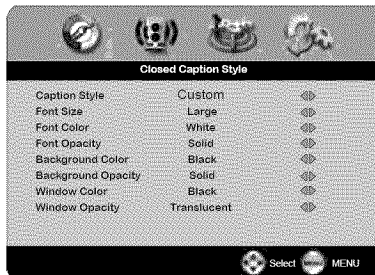 Closed Caption Style
Caption Style Custom
Font Size Large
Font Color White
Font Opacity Solid
Background Color Black
Background Opacity Solid
Window Color Black
Window Opacity Translucent
Select MENU